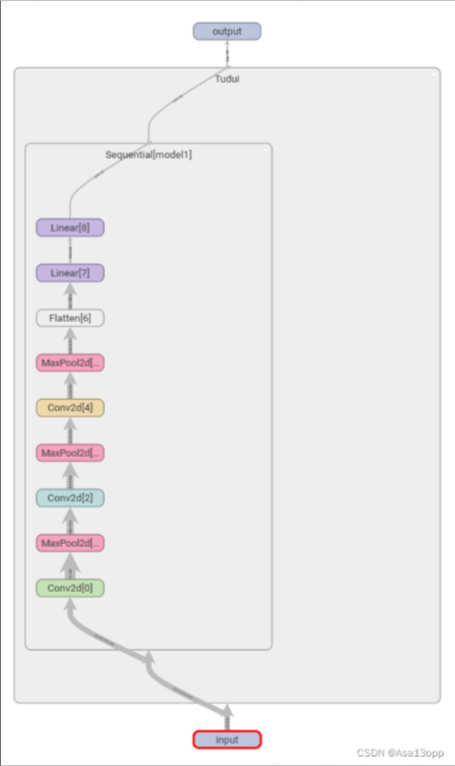 output
Tudui
Sequential[model1]
Linear[8]
Linear[7]
Flatten[6]
MaxPool2d[...
Conv2d[4]
MaxPool2d[...
Conv2d[2]
MaxPool2d[...
Conv2d[0]
input
CSDN @Asa13opp